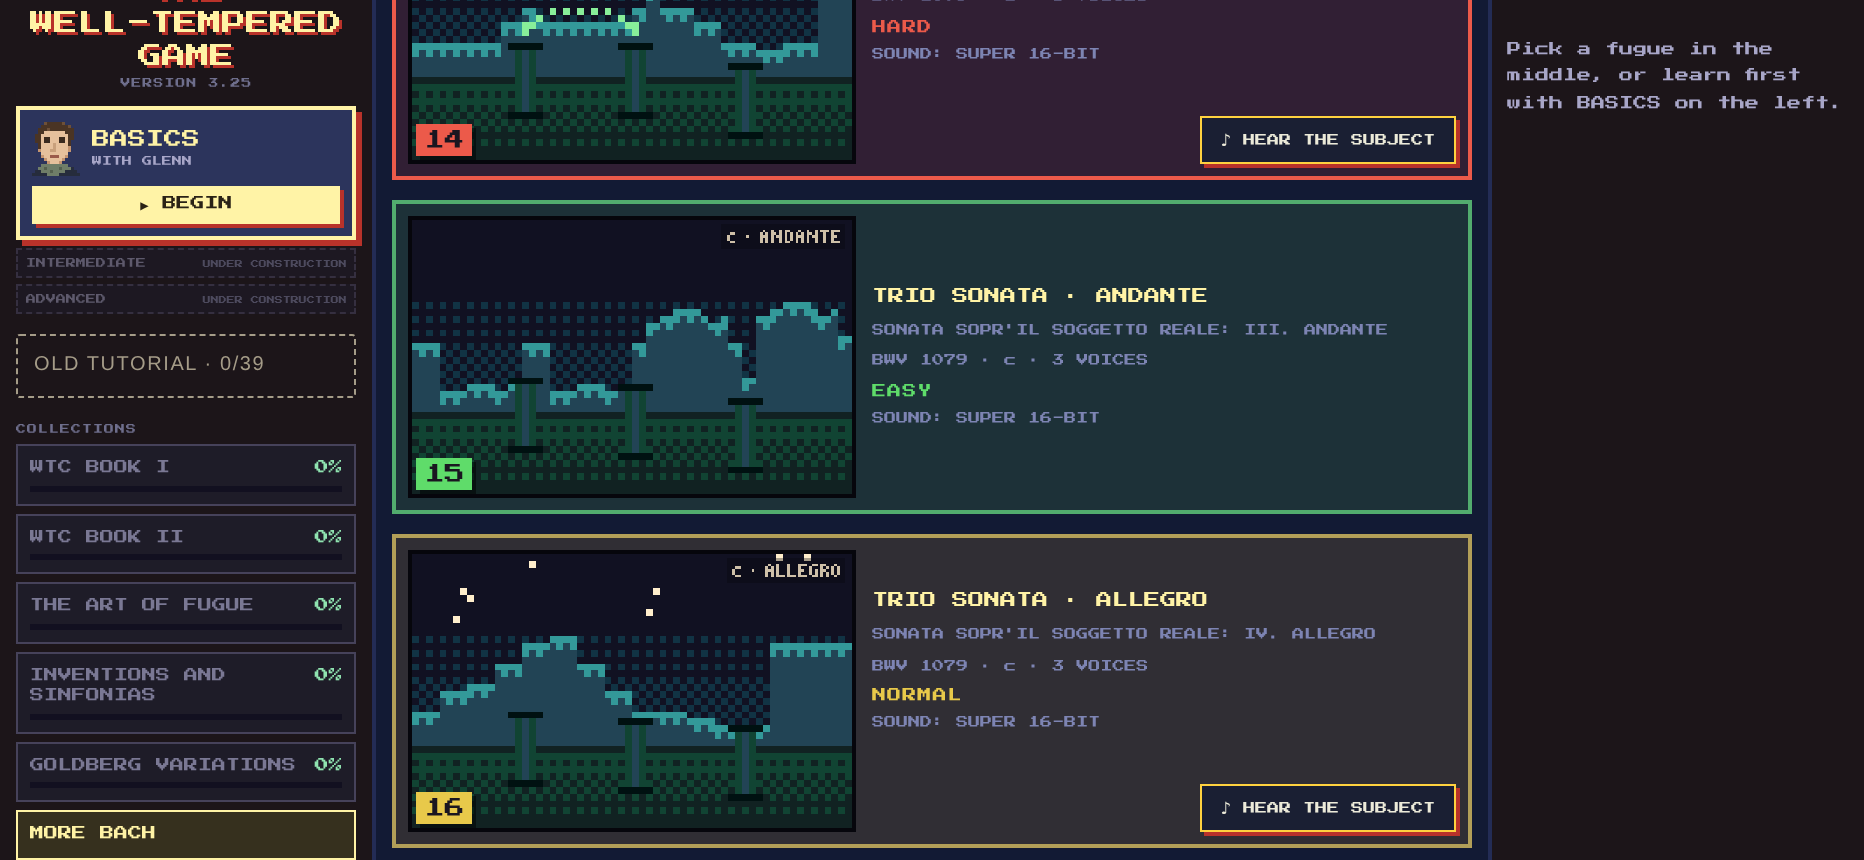 WELL-TEMPERED
GAME
VERSION 3.25
BASICS
WITH GLENN
▶ BEGIN
INTERMEDIATE UNDER CONSTRUCTION
ADVANCED UNDER CONSTRUCTION
OLD TUTORIAL · 0/39
COLLECTIONS
WTC BOOK I 0%
WTC BOOK II 0%
THE ART OF FUGUE 0%
INVENTIONS AND
SINFONIAS 0%
GOLDBERG VARIATIONS 0%
MORE BACH
HARD
SOUND: SUPER 16-BIT
14
♪ HEAR THE SUBJECT
c · ANDANTE
15
TRIO SONATA · ANDANTE
SONATA SOPR'IL SOGGETTO REALE: III. ANDANTE
BWV 1079 · c · 3 VOICES
EASY
SOUND: SUPER 16-BIT
c · ALLEGRO
16
TRIO SONATA · ALLEGRO
SONATA SOPR'IL SOGGETTO REALE: IV. ALLEGRO
BWV 1079 · c · 3 VOICES
NORMAL
SOUND: SUPER 16-BIT
♪ HEAR THE SUBJECT
Pick a fugue in the
middle, or learn first
with BASICS on the left.